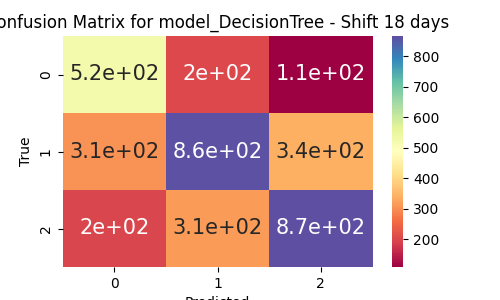 onfusion Matrix for model_DecisionTree - Shift 18 days
0 5.2e+02 2e+02 1.1e+02
1 3.1e+02 8.6e+02 3.4e+02
2 2e+02 3.1e+02 8.7e+02
True
0 1 2
Predicted
800
700
600
500
400
300
200